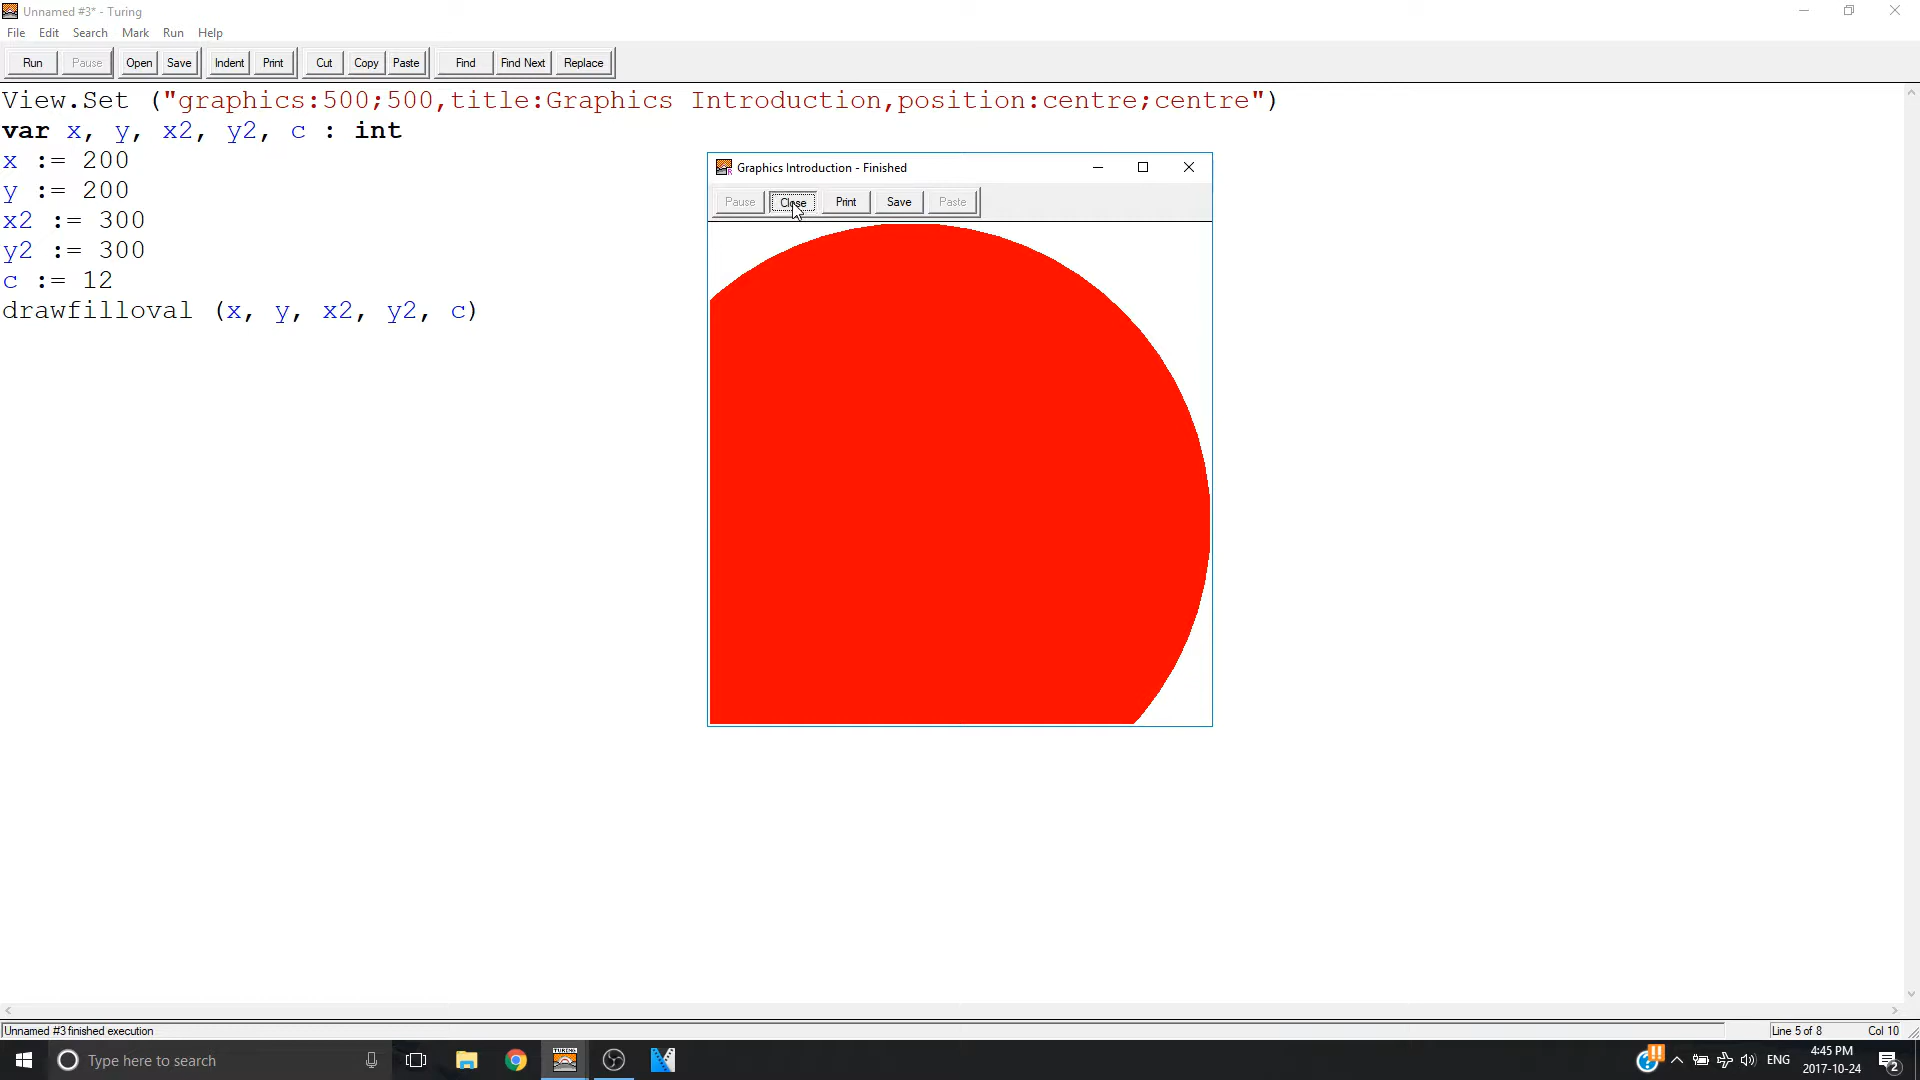 Unnamed #3* - Turing
File Edit Search Mark Run Help
Run Pause Open Save Indent Print Cut Copy Paste Find Find Next Replace
View.Set ("graphics:500;500,title:Graphics Introduction,position:centre;centre")
var x, y, x2, y2, c : int
x := 200
y := 200
x2 := 300
y2 := 300
c := 12
drawfilloval (x, y, x2, y2, c)
Graphics Introduction - Finished
Pause Close Print Save Paste
Unnamed #3 finished execution
Line 5 of 8 Col 10
Type here to search
TURING
ENG
4:45 PM
2017-10-24
2